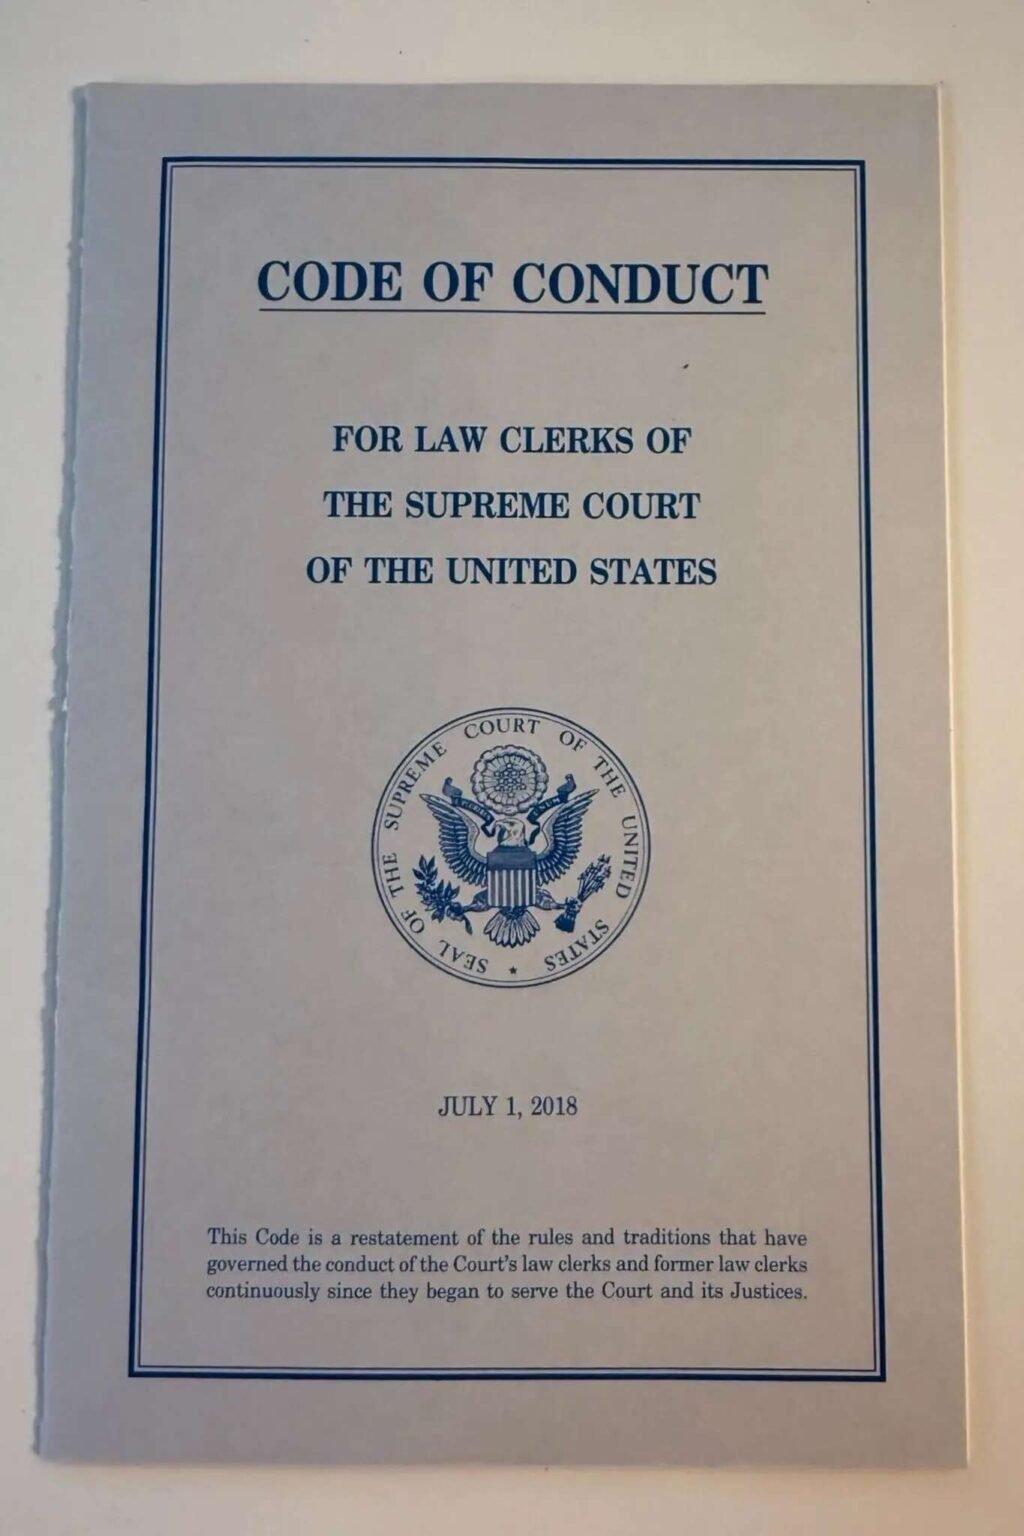 CODE OF CONDUCT
FOR LAW CLERKS OF
THE SUPREME COURT
OF THE UNITED STATES
SEAL OF THE SUPREME COURT OF THE UNITED STATES
JULY 1, 2018
This Code is a restatement of the rules and traditions that have
governed the conduct of the Court's law clerks and former law clerks
continuously since they began to serve the Court and its Justices.